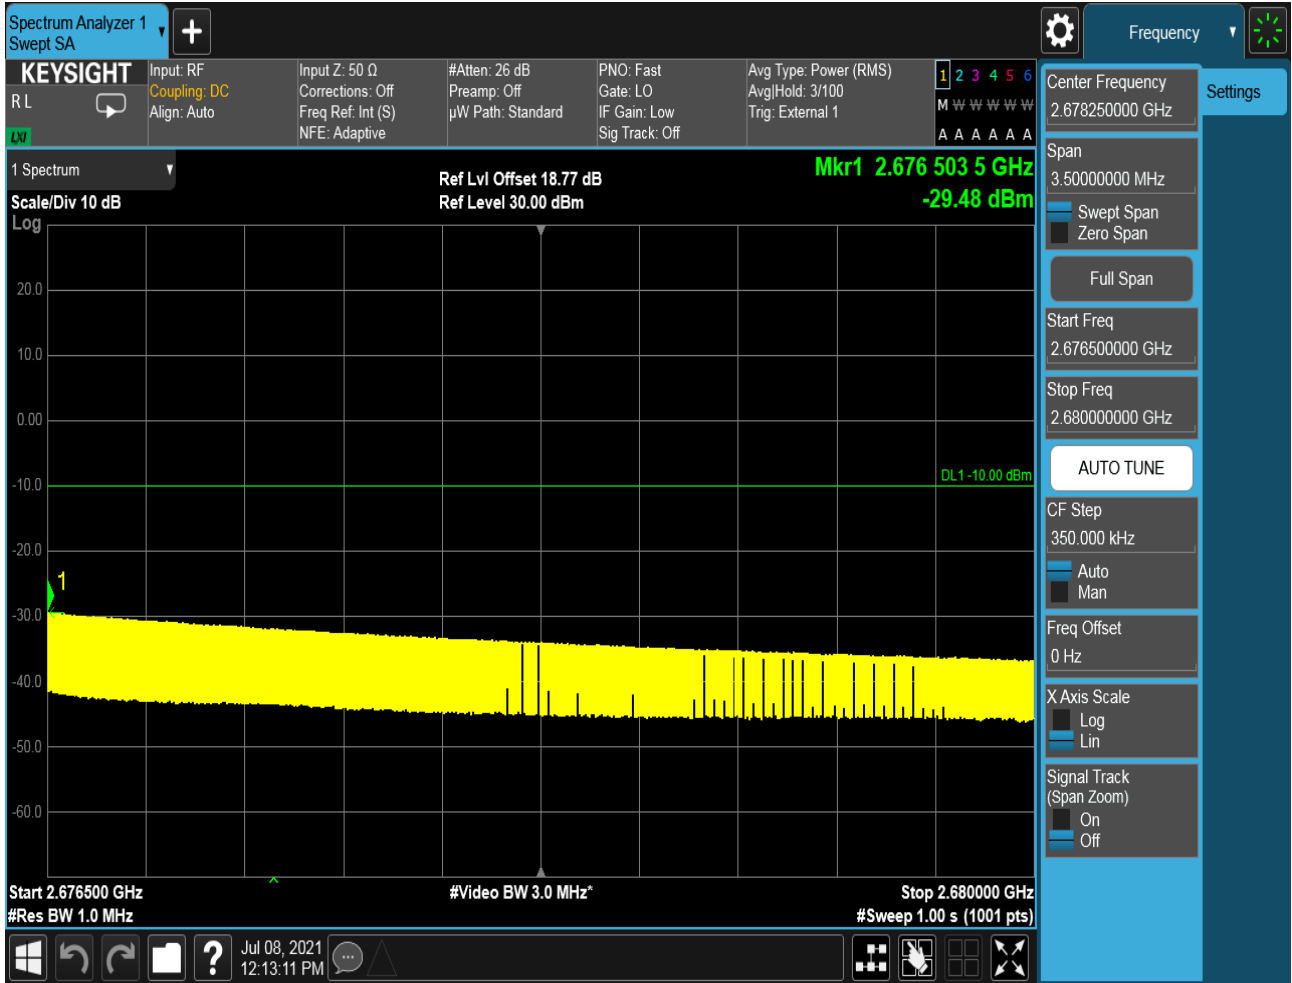 Spectrum Analyzer 1
Swept SA
Frequency
KEYSIGHT
R L
LXI
Input: RF
Coupling: DC
Align: Auto
Input Z: 50 Ω
Corrections: Off
Freq Ref: Int (S)
NFE: Adaptive
#Atten: 26 dB
Preamp: Off
µW Path: Standard
PNO: Fast
Gate: LO
IF Gain: Low
Sig Track: Off
Avg Type: Power (RMS)
Avg|Hold: 3/100
Trig: External 1
1 2 3 4 5 6
M W W W W W
A A A A A A
1 Spectrum
Scale/Div 10 dB
Log
Ref Lvl Offset 18.77 dB
Ref Level 30.00 dBm
Mkr1 2.676 503 5 GHz
-29.48 dBm
20.0
10.0
0.00
-10.0
-20.0
-30.0
-40.0
-50.0
-60.0
DL1 -10.00 dBm
1
Start 2.676500 GHz
#Res BW 1.0 MHz
#Video BW 3.0 MHz*
Stop 2.680000 GHz
#Sweep 1.00 s (1001 pts)
Center Frequency
2.678250000 GHz
Span
3.50000000 MHz
Swept Span
Zero Span
Full Span
Start Freq
2.676500000 GHz
Stop Freq
2.680000000 GHz
AUTO TUNE
CF Step
350.000 kHz
Auto
Man
Freq Offset
0 Hz
X Axis Scale
Log
Lin
Signal Track
(Span Zoom)
On
Off
Settings
?
Jul 08, 2021
12:13:11 PM